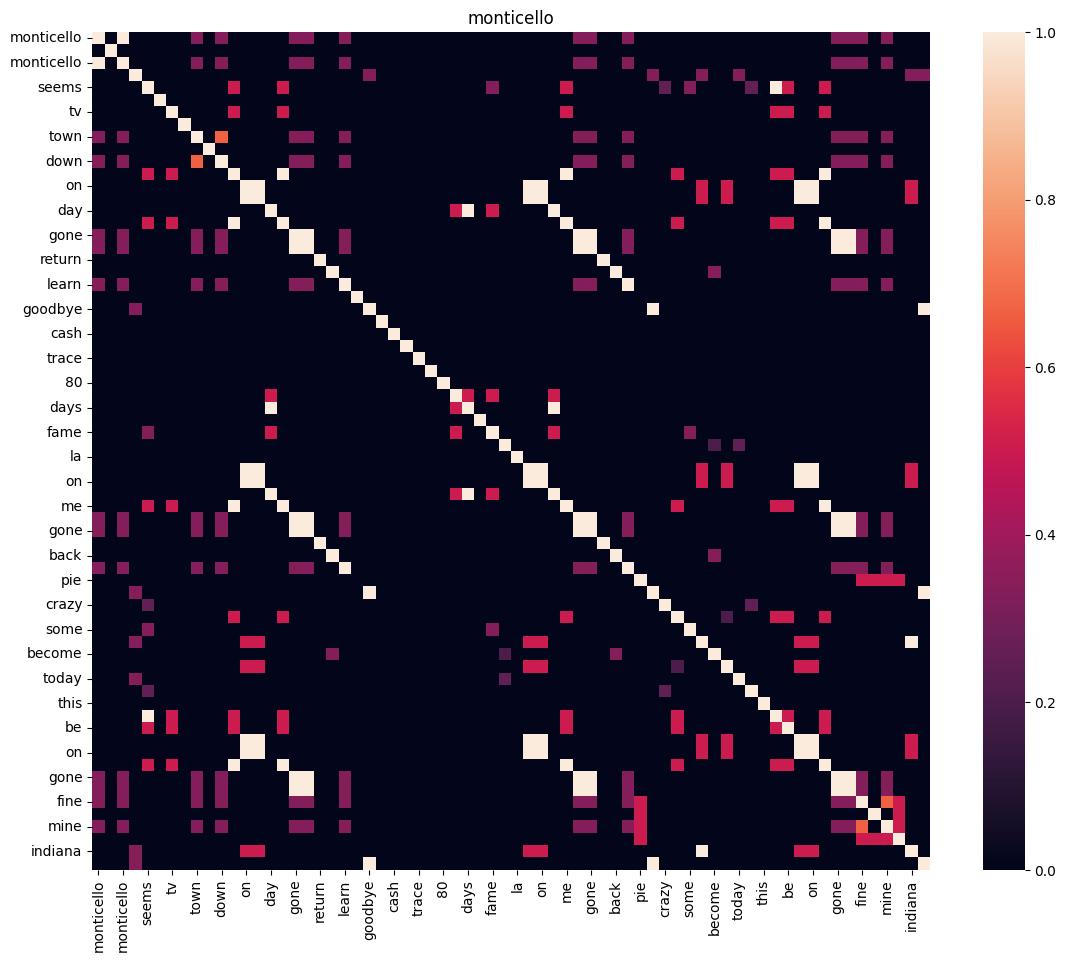 monticello
monticello
monticello
seems
tv
town
down
on
day
gone
return
learn
goodbye
cash
trace
80
days
fame
la
on
me
gone
back
pie
crazy
some
become
today
this
be
on
gone
fine
mine
indiana
monticello
monticello
seems
tv
town
down
on
day
gone
return
learn
goodbye
cash
trace
80
days
fame
la
on
me
gone
back
pie
crazy
some
become
today
this
be
on
gone
fine
mine
indiana
1.0
0.8
0.6
0.4
0.2
0.0